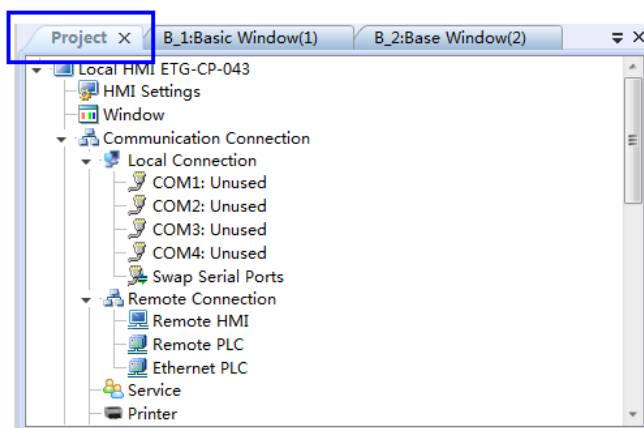 Project × B_1:Basic Window(1) B_2:Base Window(2)
Local HMI ETG-CP-043
HMI Settings
Window
Communication Connection
Local Connection
COM1: Unused
COM2: Unused
COM3: Unused
COM4: Unused
Swap Serial Ports
Remote Connection
Remote HMI
Remote PLC
Ethernet PLC
Service
Printer